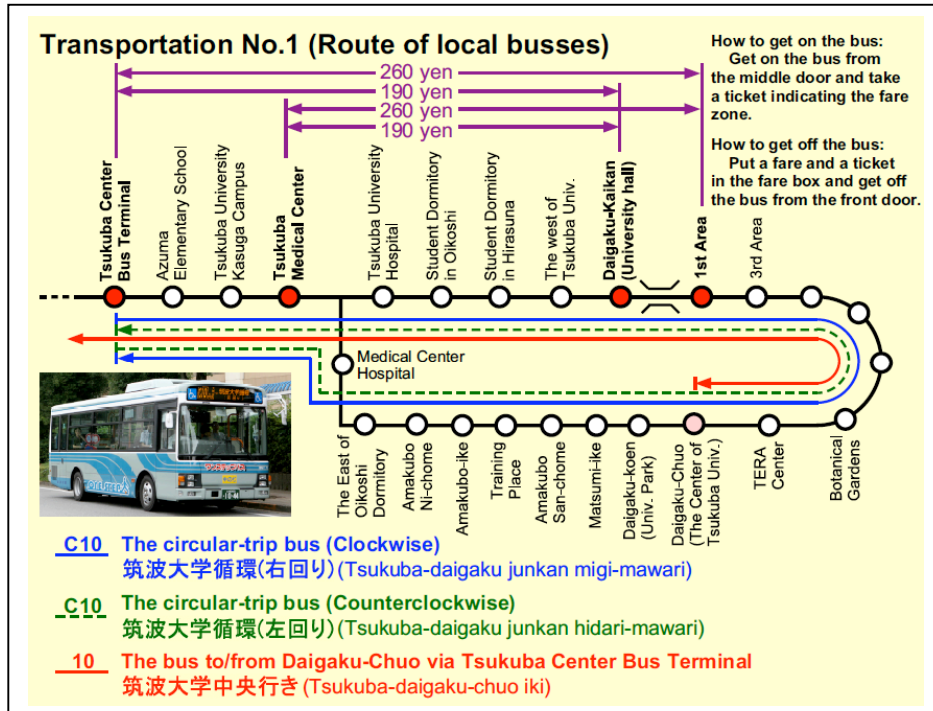 Transportation No.1 (Route of local busses)
260 yen
190 yen
260 yen
190 yen
How to get on the bus:
Get on the bus from
the middle door and take
a ticket indicating the fare
zone.
How to get off the bus:
Put a fare and a ticket
in the fare box and get off
the bus from the front door.
Tsukuba Center
Bus Terminal
Azuma
Elementary School
Tsukuba University
Kasuga Campus
Tsukuba
Medical Center
Tsukuba University
Hospital
Student Dormitory
in Oikoshi
Student Dormitory
in Hirasuna
The west of
Tsukuba Univ.
Daigaku-Kaikan
(University hall)
1st Area
3rd Area
Medical Center
Hospital
The East of
Oikoshi
Dormitory
Amakubo
Ni-chome
Amakubo-ike
Training
Place
Amakubo
San-chome
Matsumi-ike
Daigaku-koen
(Univ. Park)
Daigaku-Chuo
(The Center of
Tsukuba Univ.)
TERA
Center
Botanical
Gardens
C10 The circular-trip bus (Clockwise)
筑波大学循環(右回り)(Tsukuba-daigaku junkan migi-mawari)
C10 The circular-trip bus (Counterclockwise)
筑波大学循環(左回り)(Tsukuba-daigaku junkan hidari-mawari)
10 The bus to/from Daigaku-Chuo via Tsukuba Center Bus Terminal
筑波大学中央行き(Tsukuba-daigaku-chuo iki)